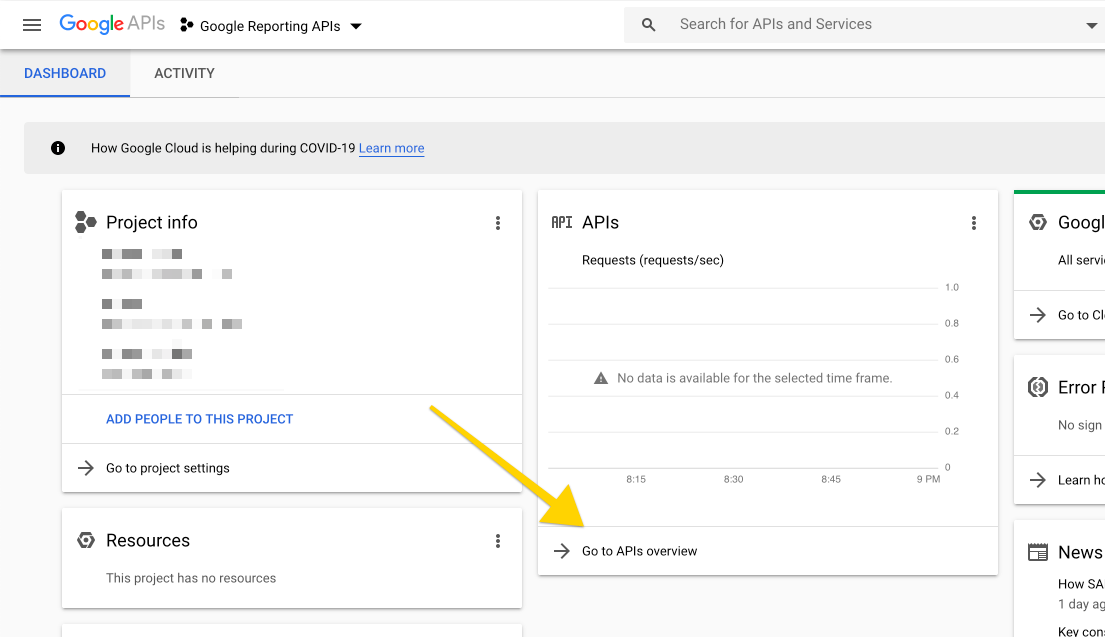 Google APIs Google Reporting APIs Search for APIs and Services
DASHBOARD ACTIVITY
How Google Cloud is helping during COVID-19 Learn more
Project info
ADD PEOPLE TO THIS PROJECT
Go to project settings
Resources
This project has no resources
API APIs
Requests (requests/sec)
1.0
0.8
0.6
No data is available for the selected time frame.
0.4
0.2
0
8:15 8:30 8:45 9 PM
Go to APIs overview
Googl
All servi
Go to Cl
Error
No sign
Learn ho
News
How SA
1 day ag
Key con